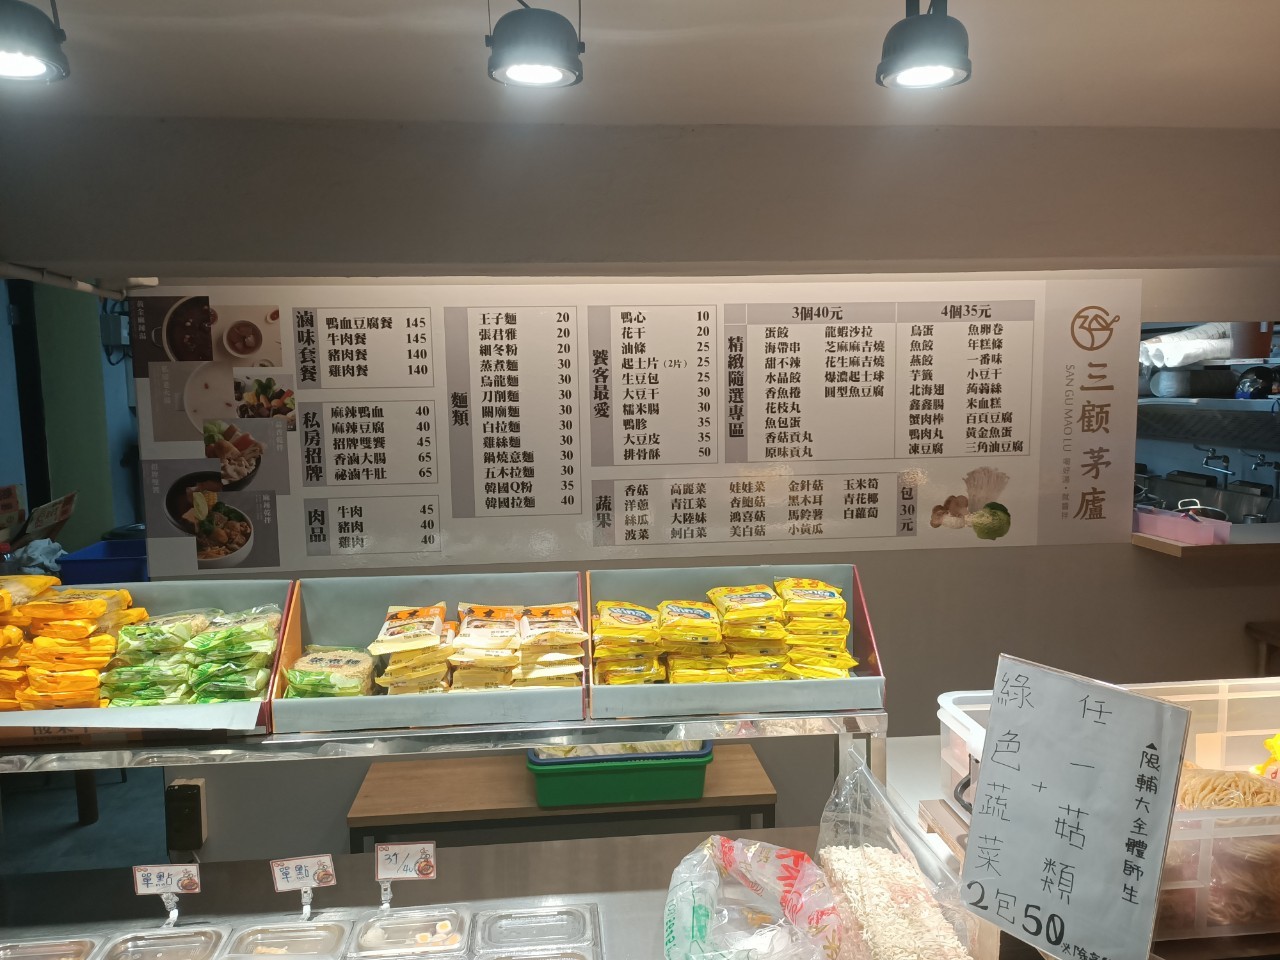 滷味套餐
鴨血豆腐餐 145
牛肉餐 145
豬肉餐 140
雞肉餐 140
私房招牌
麻辣鴨血 40
麻辣豆腐 40
招牌雙饗 45
香滷大腸 65
祕滷牛肚 65
肉品
牛肉 45
豬肉 40
雞肉 40
麵類
王子麵 20
張君雅 20
細冬粉 20
蒸煮麵 30
烏龍麵 30
刀削麵 30
關廟麵 30
白拉麵 30
雞絲麵 30
鍋燒意麵 30
五木拉麵 30
韓國Q粉 35
韓國拉麵 40
饕客最愛
鴨心 10
花干 20
油條 25
起士片(2片) 25
生豆包 25
大豆干 30
糯米腸 30
鴨胗 35
大豆皮 35
排骨酥 50
精緻隨選專區
3個40元
蛋餃 龍蝦沙拉
海帶串 芝麻麻吉燒
甜不辣 花生麻吉燒
水晶餃 爆濃起士球
香魚捲 圓型魚豆腐
花枝丸
魚包蛋
香菇貢丸
原味貢丸
4個35元
鳥蛋 魚卵卷
魚餃 年糕條
燕餃 一番味
芋籤 小豆干
北海翅 蒟蒻絲
鑫鑫腸 米血糕
蟹肉棒 百頁豆腐
鴨肉丸 黃金魚蛋
凍豆腐 三角油豆腐
蔬果
香菇 高麗菜 娃娃菜 金針菇 玉米筍
洋蔥 青江菜 杏鮑菇 黑木耳 青花椰
絲瓜 大陸妹 鴻喜菇 馬鈴薯 白蘿蔔
菠菜 蚵白菜 美白菇 小黃瓜
1包30元
三顧茅廬
SAN GU MAO LU
蒸煮麵
單點
單點
35/4個
▲限輔大全體師生
任一菇類
+
綠色蔬菜
2包50